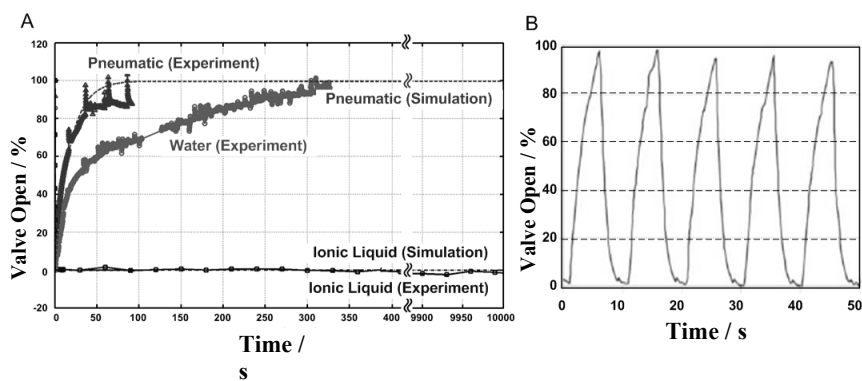 A
120
100
80
60
40
20
0
-20
Valve Open / %
Pneumatic (Experiment)
Pneumatic (Simulation)
Water (Experiment)
Ionic Liquid (Simulation)
Ionic Liquid (Experiment)
0 50 100 150 200 250 300 350 400 9900 9950 10000
Time /
s
B
100
80
60
40
20
0
Valve Open / %
0 10 20 30 40 50
Time / s